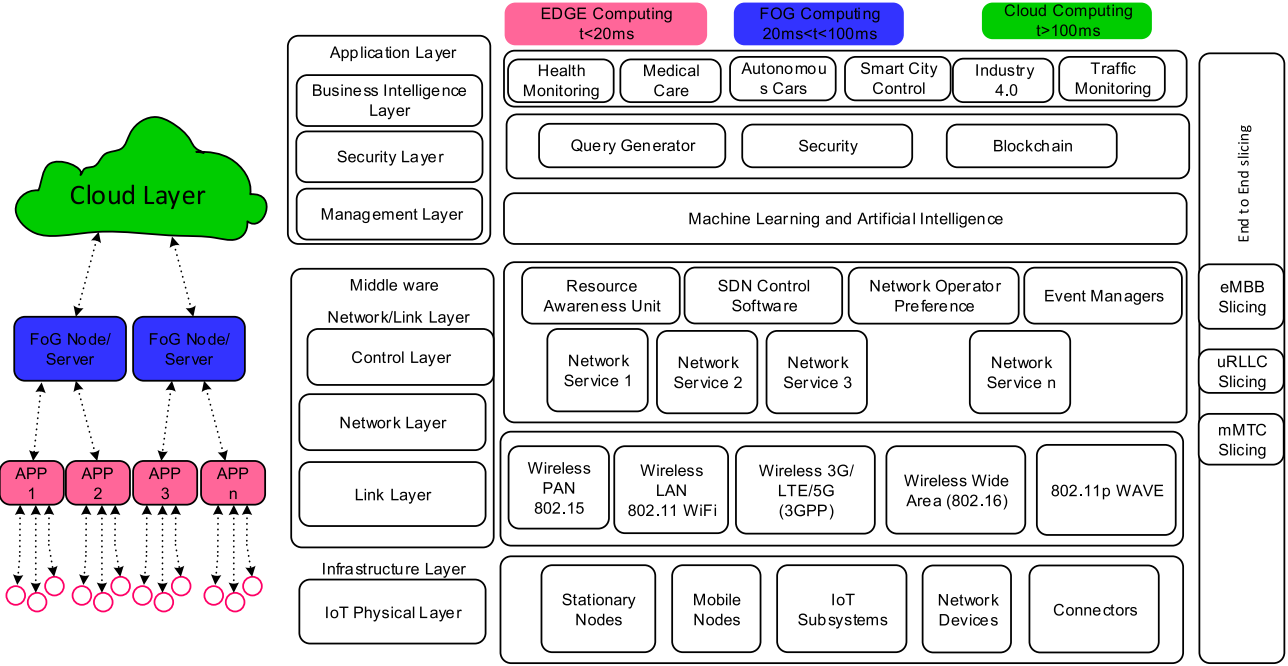 EDGE Computing
t<20ms
FOG Computing
20ms<t<100ms
Cloud Computing
t>100ms
Application Layer
Business Intelligence
Layer
Security Layer
Management Layer
Health
Monitoring
Medical
Care
Autonomou
s Cars
Smart City
Control
Industry
4.0
Traffic
Monitoring
Query Generator
Security
Blockchain
Machine Learning and Artificial Intelligence
End to End slicing
Cloud Layer
Middle ware
Network/Link Layer
Control Layer
Network Layer
Link Layer
Resource
Awareness Unit
SDN Control
Software
Network Operator
Preference
Event Managers
Network
Service 1
Network
Service 2
Network
Service 3
Network
Service n
eMBB
Slicing
uRLLC
Slicing
mMTC
Slicing
FoG Node/
Server
FoG Node/
Server
APP
1
APP
2
APP
3
APP
n
Wireless
PAN
802.15
Wireless
LAN
802.11 WiFi
Wireless 3G/
LTE/5G
(3GPP)
Wireless Wide
Area (802.16)
802.11p WAVE
Infrastructure Layer
IoT Physical Layer
Stationary
Nodes
Mobile
Nodes
IoT
Subsystems
Network
Devices
Connectors